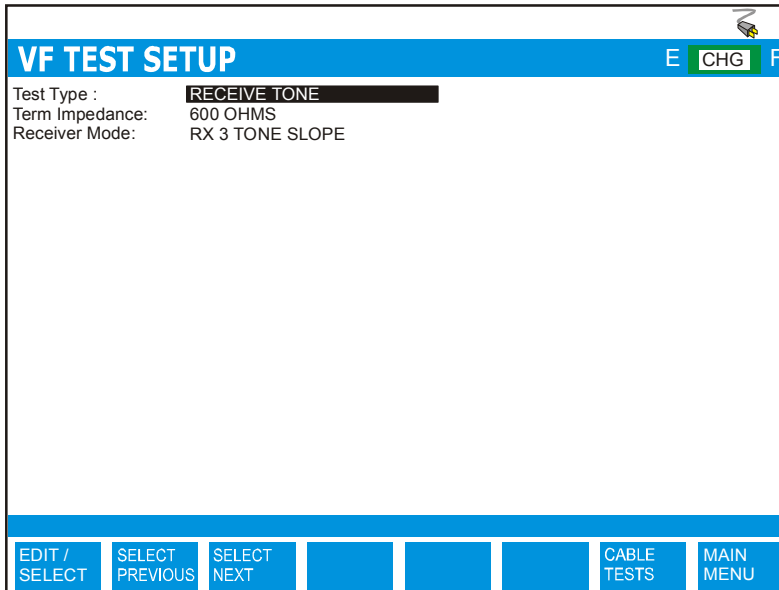 VF TEST SETUP
E CHG F
Test Type : RECEIVE TONE
Term Impedance: 600 OHMS
Receiver Mode: RX 3 TONE SLOPE
EDIT /
SELECT
SELECT
PREVIOUS
SELECT
NEXT
CABLE
TESTS
MAIN
MENU